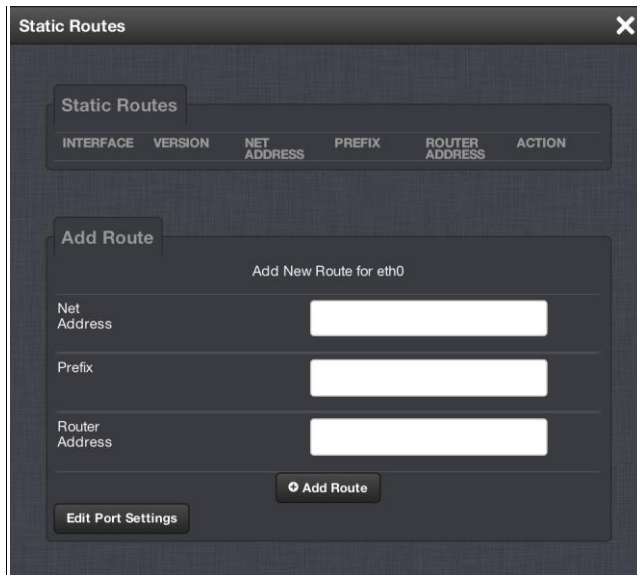 Static Routes
Static Routes
INTERFACE VERSION NET ADDRESS PREFIX ROUTER ADDRESS ACTION
Add Route
Add New Route for eth0
Net
Address
Prefix
Router
Address
Add Route
Edit Port Settings